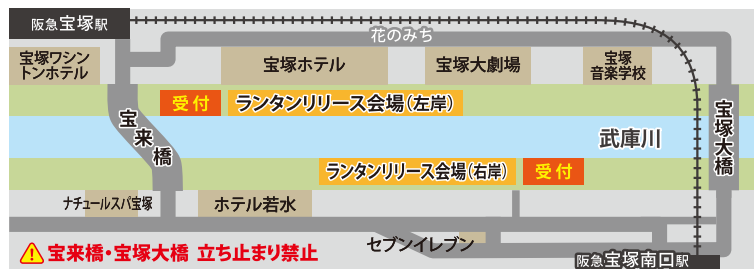 阪急宝塚駅
花のみち
宝塚ワシン
トンホテル
宝塚ホテル
宝塚大劇場
宝塚
音楽学校
受付
ランタンリリース会場(左岸)
宝来橋
武庫川
宝塚大橋
ランタンリリース会場(右岸)
受付
ナチュールスパ宝塚
ホテル若水
セブンイレブン
宝来橋・宝塚大橋 立ち止まり禁止
阪急宝塚南口駅